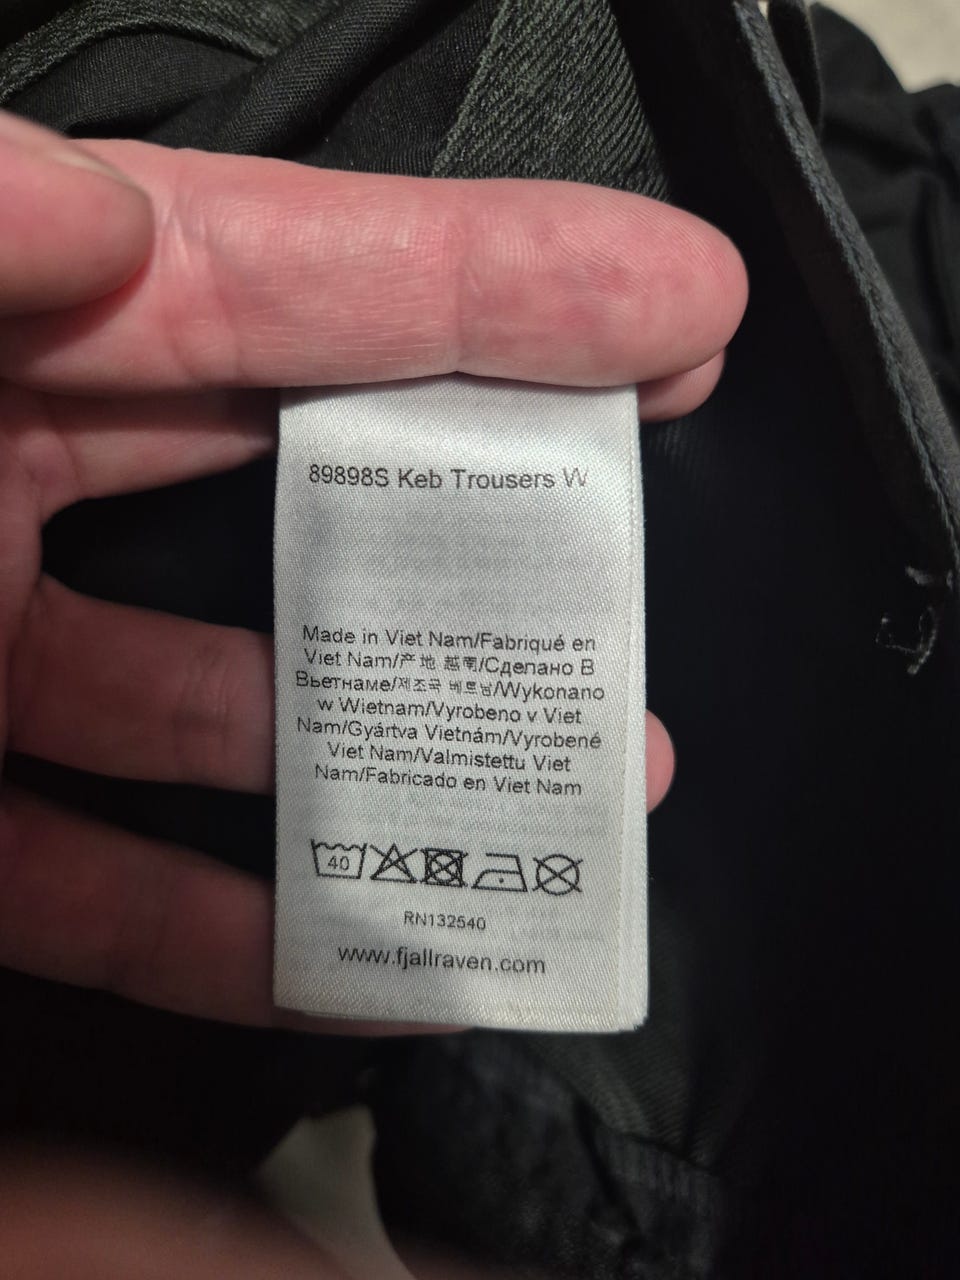 89898S Keb Trousers W
Made in Viet Nam/Fabriqué en
Viet Nam/产地 越南/Сделано В
Вьетнаме/제조국 베트남/Wykonano
w Wietnam/Vyrobeno v Viet
Nam/Gyártva Vietnám/Vyrobené
Viet Nam/Valmistettu Viet
Nam/Fabricado en Viet Nam
40
RN132540
www.fjallraven.com